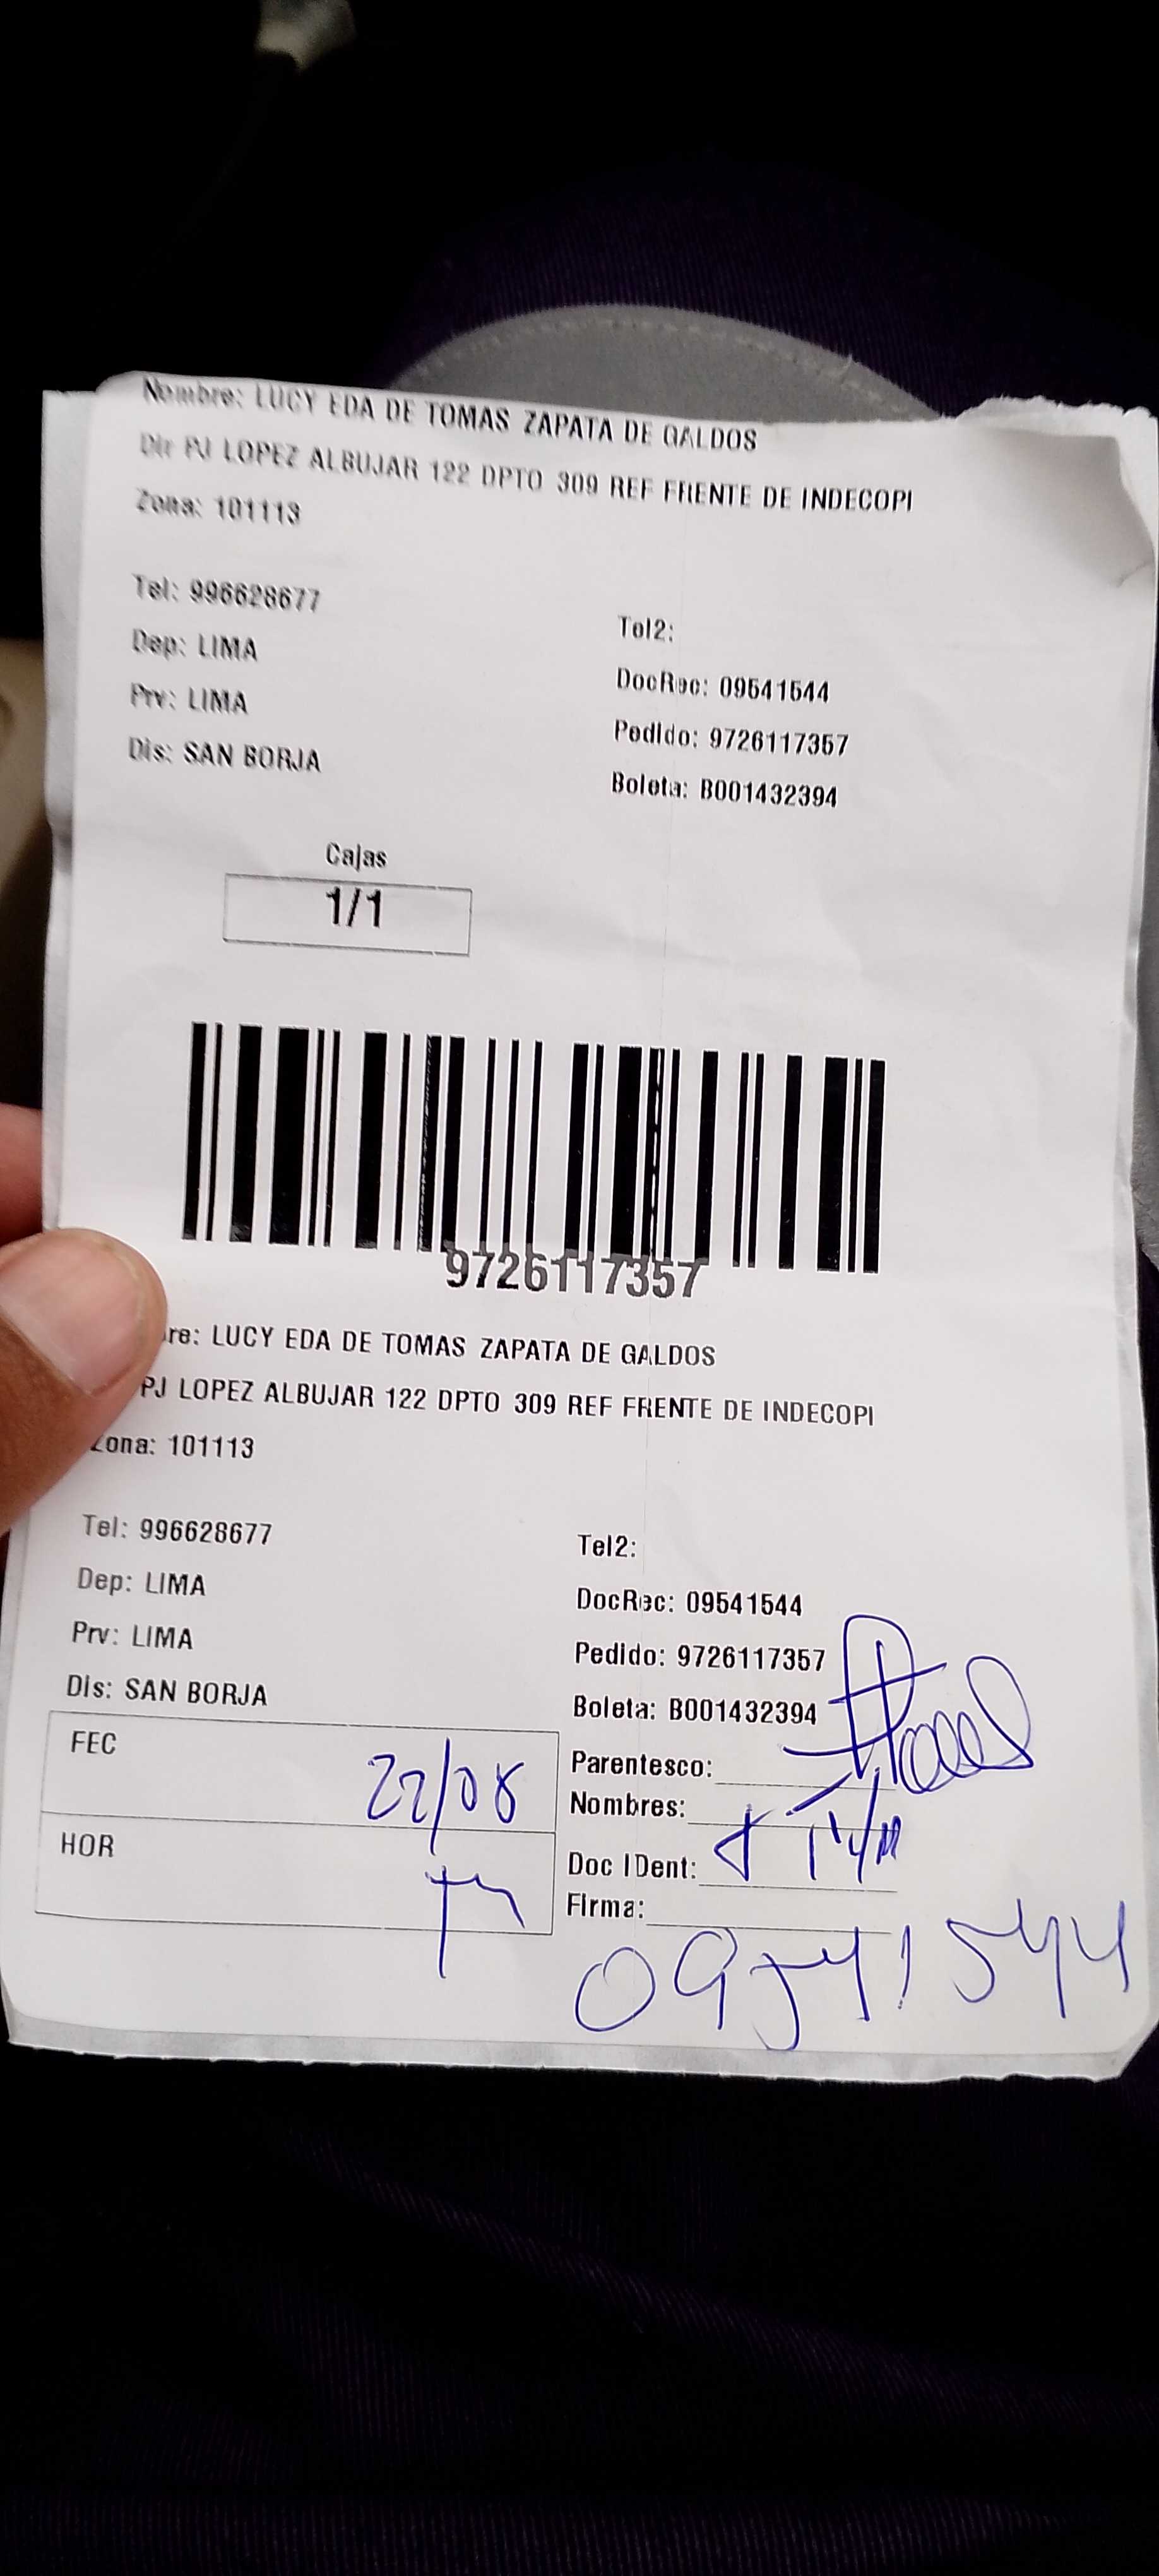 Nombre: LUCY EDA DE TOMAS ZAPATA DE GALDOS
Dir PJ LOPEZ ALBUJAR 122 DPTO 309 REF FRENTE DE INDECOPI
Zona: 101113
Tel: 996628677
Tel2:
Dep: LIMA
DocRec: 09541544
Prv: LIMA
Pedido: 9726117357
Dis: SAN BORJA
Boleta: B001432394
Cajas
1/1
9726117357
re: LUCY EDA DE TOMAS ZAPATA DE GALDOS
PJ LOPEZ ALBUJAR 122 DPTO 309 REF FRENTE DE INDECOPI
Zona: 101113
Tel: 996628677
Tel2:
Dep: LIMA
DocRec: 09541544
Prv: LIMA
Pedido: 9726117357
Dis: SAN BORJA
Boleta: B001432394
FEC 22/08
Parentesco:
Nombres:
HOR
Doc IDent:
Firma:
09541544